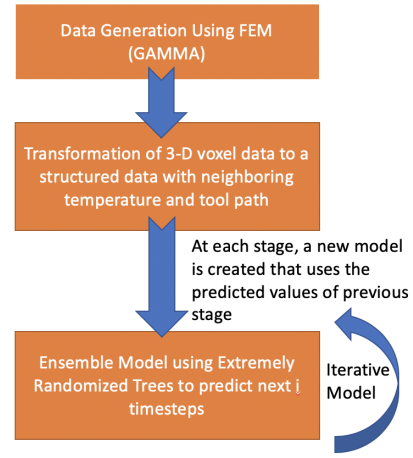 Data Generation Using FEM
(GAMMA)
Transformation of 3-D voxel data to a
structured data with neighboring
temperature and tool path
At each stage, a new model
is created that uses the
predicted values of previous
stage
Ensemble Model using Extremely
Randomized Trees to predict next i
timesteps
Iterative
Model